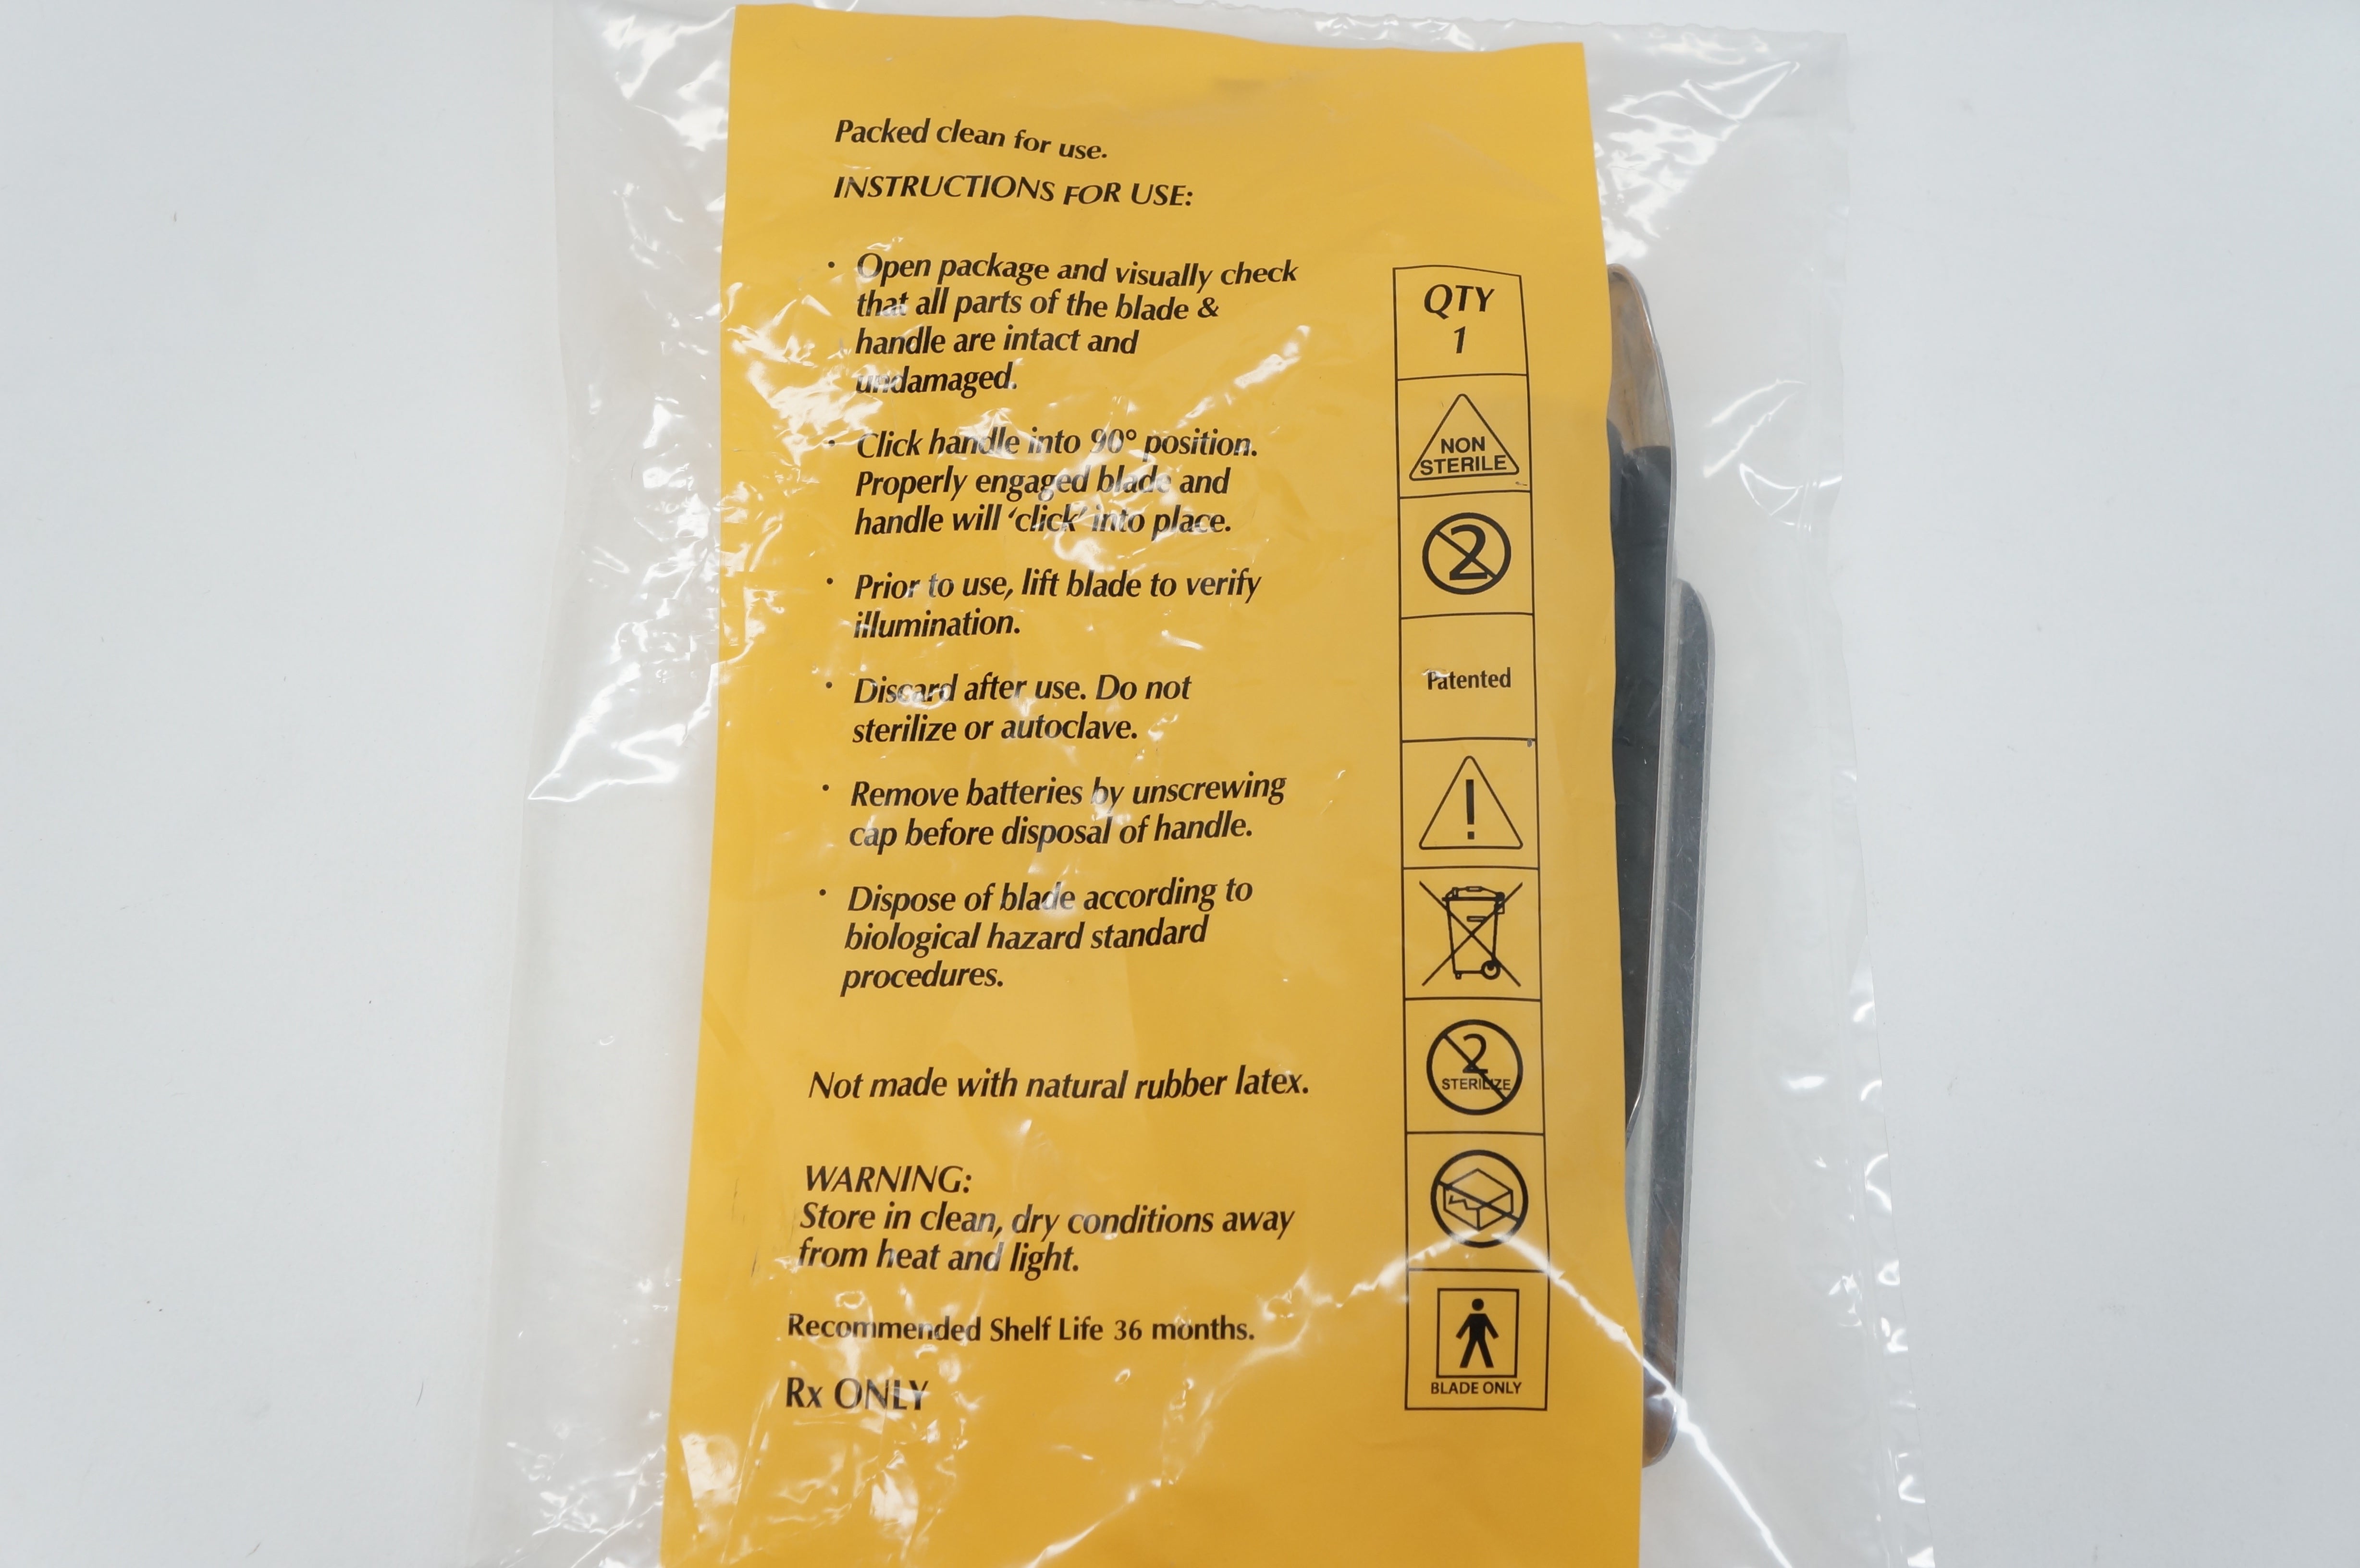 Packed clean for use.
INSTRUCTIONS FOR USE:
· Open package and visually check
that all parts of the blade &
handle are intact and
undamaged.
· Click handle into 90° position.
Properly engaged blade and
handle will ‘click’ into place.
· Prior to use, lift blade to verify
illumination.
· Discard after use. Do not
sterilize or autoclave.
· Remove batteries by unscrewing
cap before disposal of handle.
· Dispose of blade according to
biological hazard standard
procedures.
Not made with natural rubber latex.
WARNING:
Store in clean, dry conditions away
from heat and light.
Recommended Shelf Life 36 months.
Rx ONLY
QTY
1
NON
STERILE
2
Patented
!
2
STERILIZE
BLADE ONLY